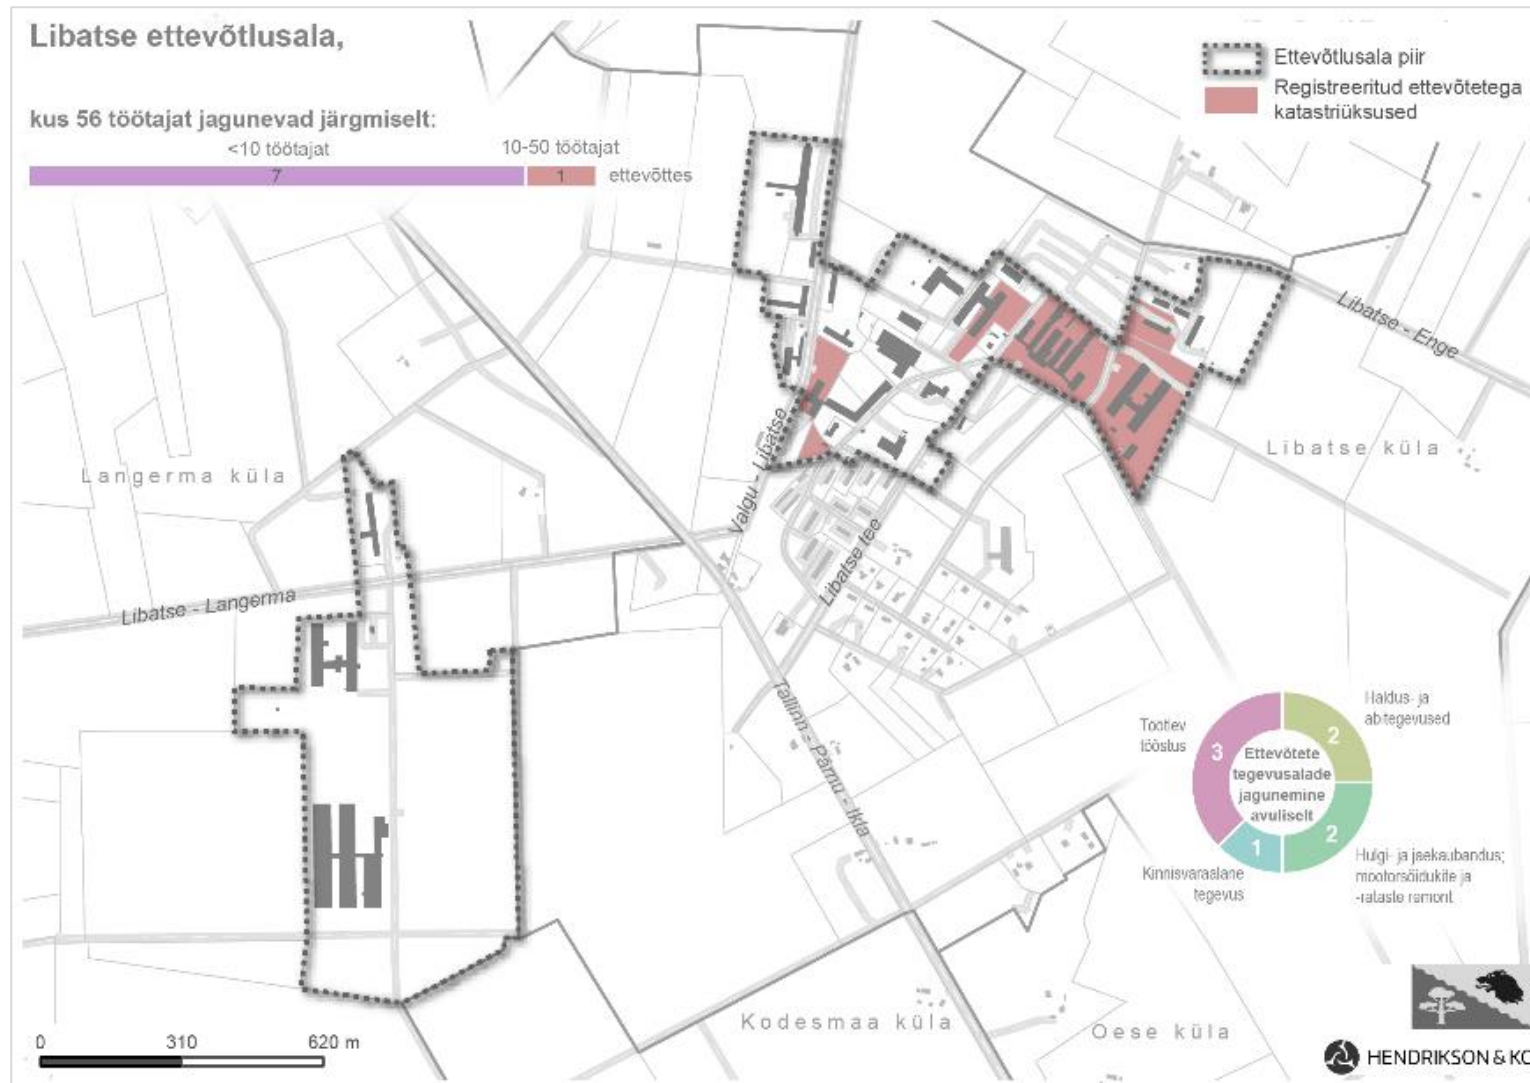 Libatse ettevõtlusala,
kus 56 töötajat jagunevad järgmiselt:
<10 töötajat
10-50 töötajat
7
1
ettevõttes
Ettevõtlusala piir
Registreeritud ettevõtetega
katastriüksused
Libatse - Enge
Libatse küla
Langerma küla
Valgu - Libatse
Libatse tee
Libatse - Langerma
Tallinn - Pärnu - Ikla
Tootlev
tööstus
3
Haldus- ja
abitegevused
2
Ettevõtete
tegevusalade
jagunemine
avuliselt
1
2
Kinnisvaraalane
tegevus
Hulgi- ja jaekaubandus;
mootorsõidukite ja
-rataste remont
Kodesmaa küla
Oese küla
0
310
620 m
HENDRIKSON & KO